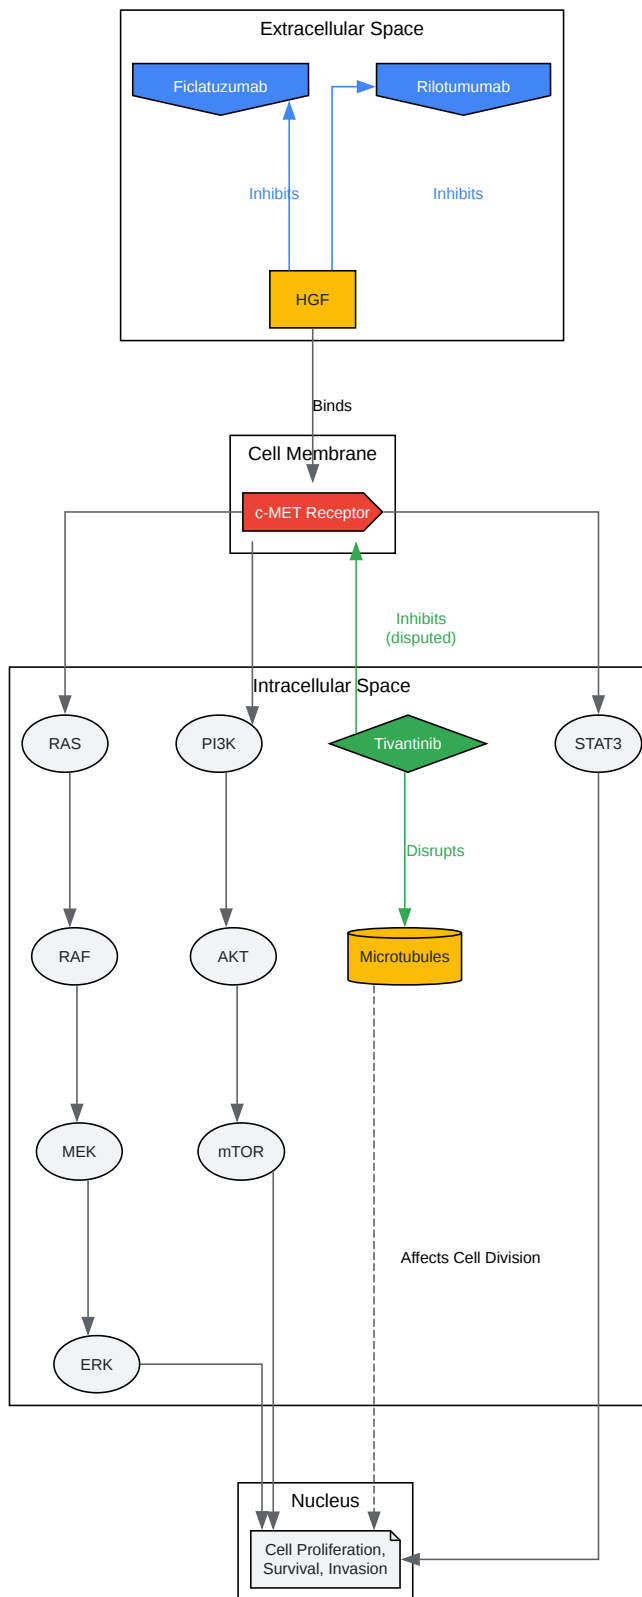 Extracellular Space
Ficlatuzumab
Rilotumumab
Inhibits
Inhibits
HGF
Binds
Cell Membrane
c-MET Receptor
Inhibits
(disputed)
Intracellular Space
RAS
PI3K
Tivantinib
STAT3
Disrupts
RAF
AKT
Microtubules
MEK
mTOR
Affects Cell Division
ERK
Nucleus
Cell Proliferation,
Survival, Invasion